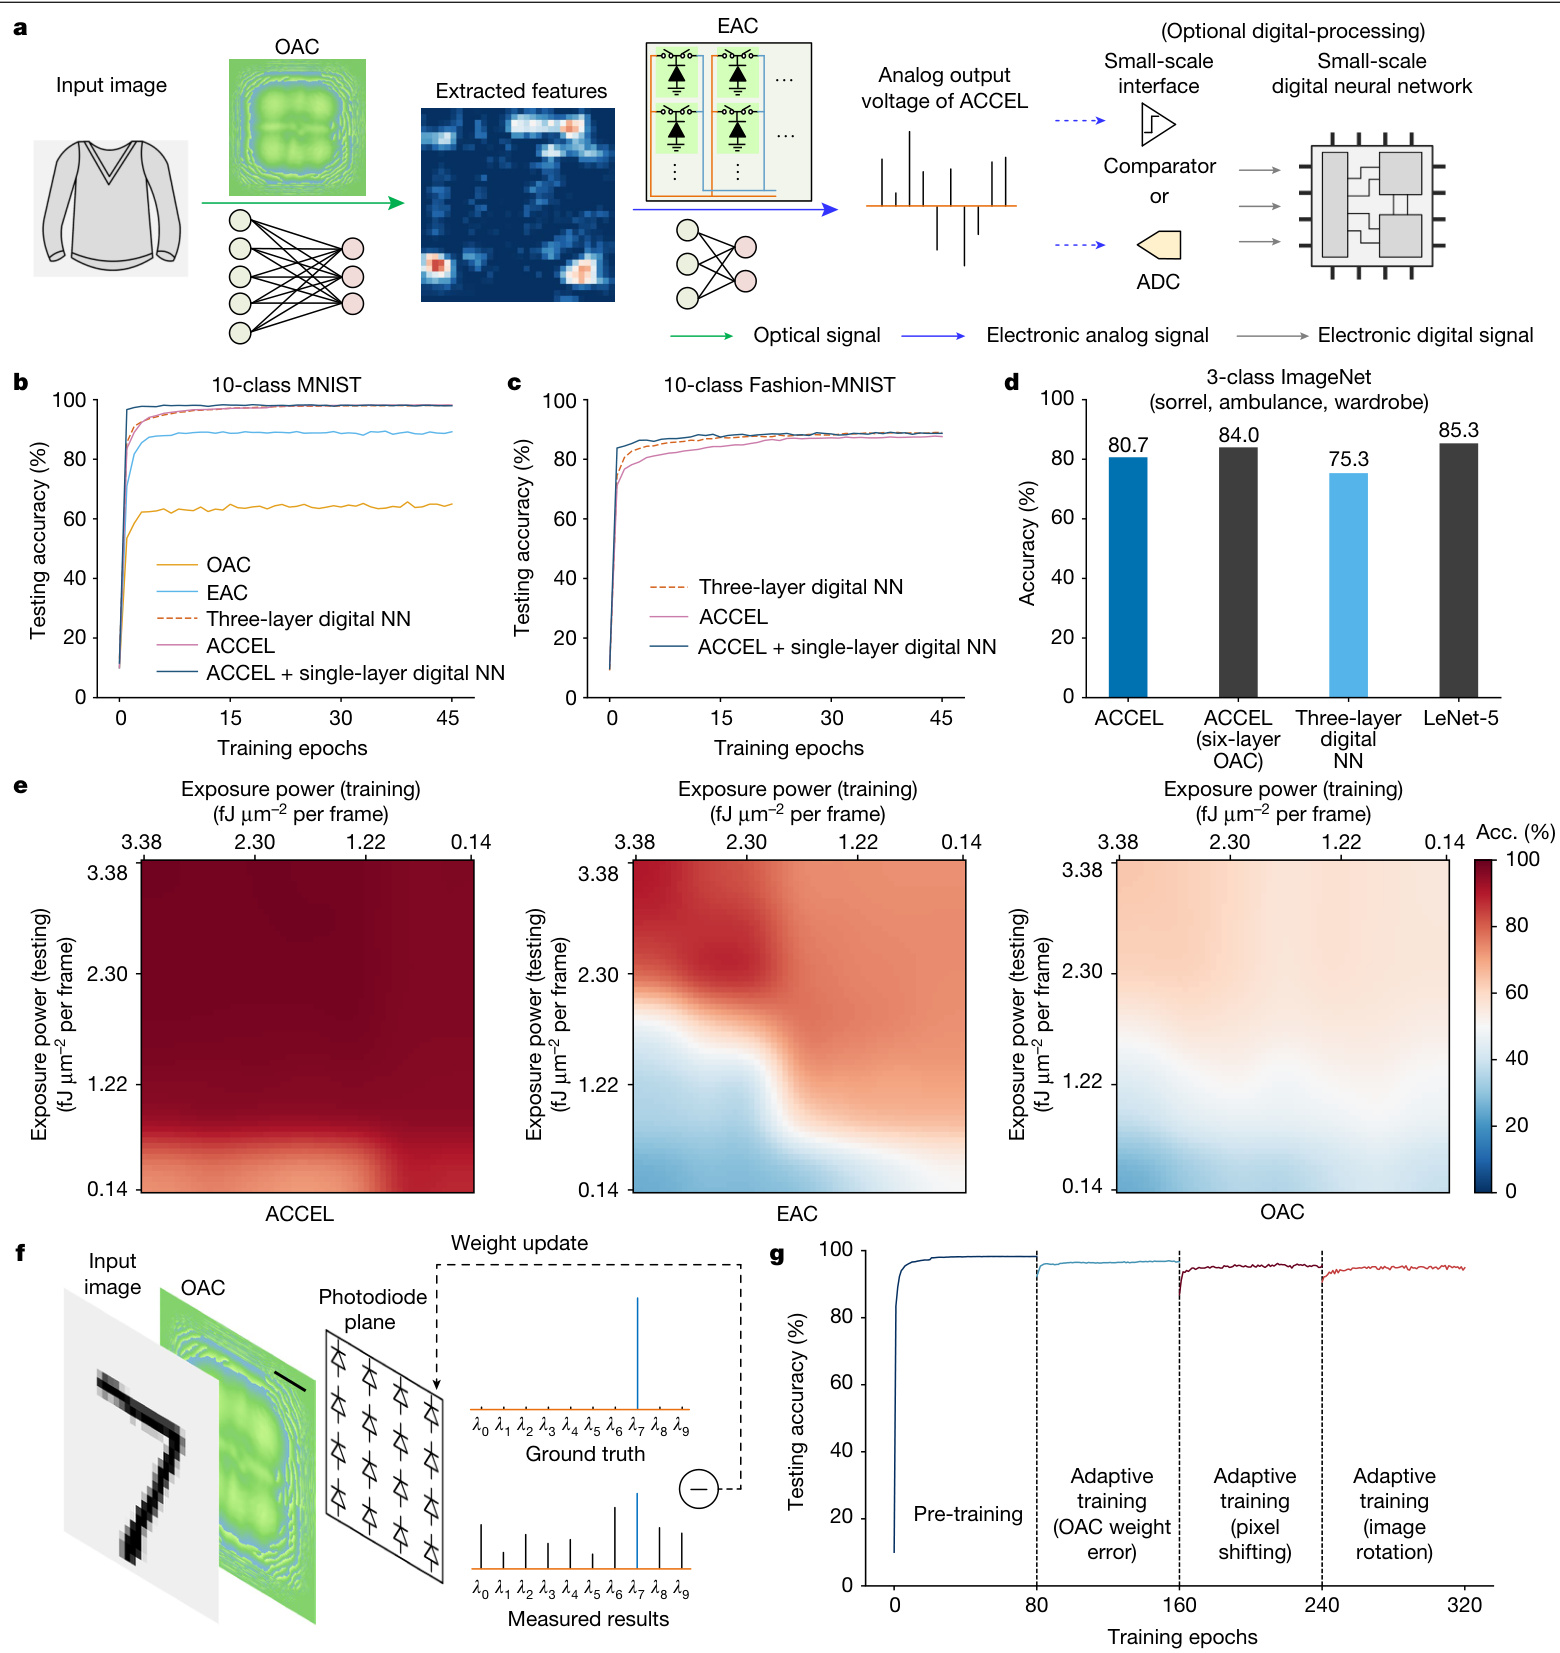 a
Input image
OAC
Extracted features
EAC
Analog output
voltage of ACCEL
(Optional digital-processing)
Small-scale
interface
Comparator
or
ADC
Small-scale
digital neural network
Optical signal
Electronic analog signal
Electronic digital signal
b
10-class MNIST
Testing accuracy (%)
100
80
60
40
20
0
OAC
EAC
Three-layer digital NN
ACCEL
ACCEL + single-layer digital NN
0 15 30 45
Training epochs
c
10-class Fashion-MNIST
Testing accuracy (%)
100
80
60
40
20
0
Three-layer digital NN
ACCEL
ACCEL + single-layer digital NN
0 15 30 45
Training epochs
d
3-class ImageNet
(sorrel, ambulance, wardrobe)
Accuracy (%)
100
80
60
40
20
0
80.7
84.0
75.3
85.3
ACCEL
ACCEL
(six-layer
OAC)
Three-layer
digital
NN
LeNet-5
e
Exposure power (training)
(fJ μm⁻² per frame)
3.38 2.30 1.22 0.14
Exposure power (testing)
(fJ μm⁻² per frame)
3.38
2.30
1.22
0.14
ACCEL
Exposure power (training)
(fJ μm⁻² per frame)
3.38 2.30 1.22 0.14
Exposure power (testing)
(fJ μm⁻² per frame)
3.38
2.30
1.22
0.14
EAC
Exposure power (training)
(fJ μm⁻² per frame)
3.38 2.30 1.22 0.14
Exposure power (testing)
(fJ μm⁻² per frame)
3.38
2.30
1.22
0.14
OAC
Acc. (%)
100
80
60
40
20
0
f
Input
image
OAC
Photodiode
plane
Weight update
λ₀ λ₁ λ₂ λ₃ λ₄ λ₅ λ₆ λ₇ λ₈ λ₉
Ground truth
λ₀ λ₁ λ₂ λ₃ λ₄ λ₅ λ₆ λ₇ λ₈ λ₉
Measured results
g
Testing accuracy (%)
100
80
60
40
20
0
Pre-training
Adaptive
training
(OAC weight
error)
Adaptive
training
(pixel
shifting)
Adaptive
training
(image
rotation)
0 80 160 240 320
Training epochs